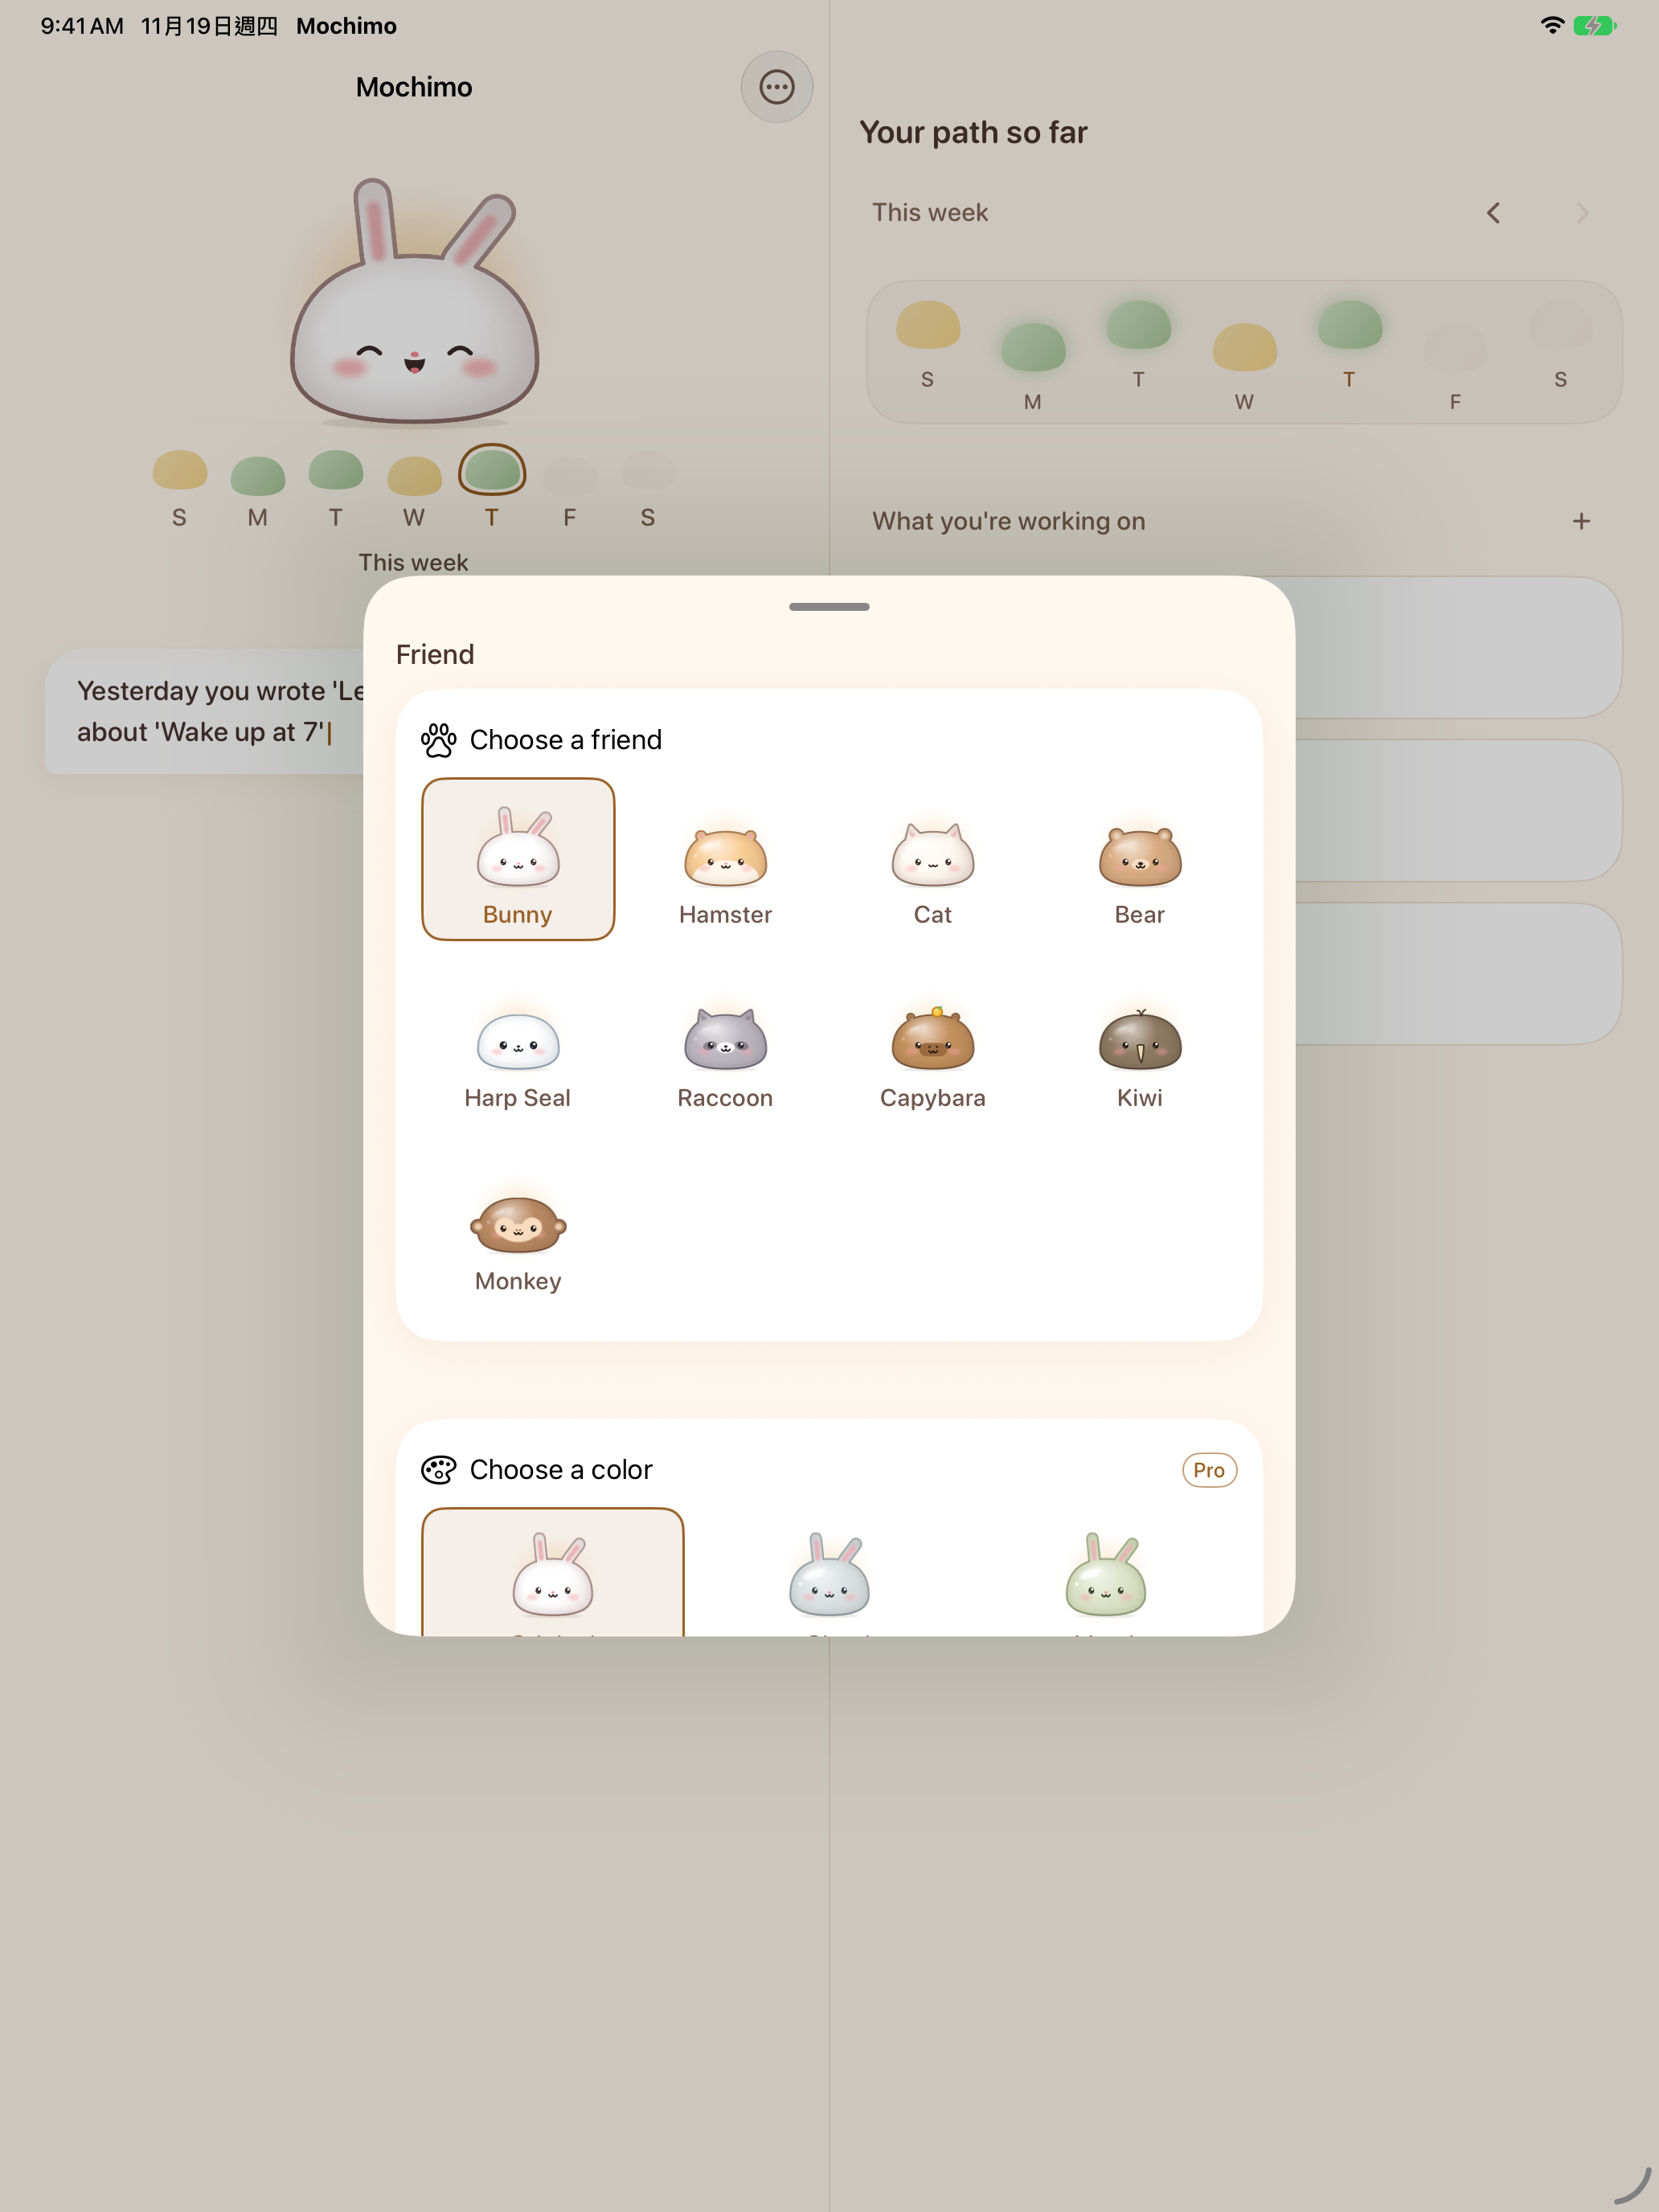 9:41 AM 11月19日週四 Mochimo
Mochimo
S M T W T F S
This week
Yesterday you wrote 'Le
about 'Wake up at 7'
Your path so far
This week
S M T W T F S
What you're working on
+
Friend
Choose a friend
Bunny Hamster Cat Bear
Harp Seal Raccoon Capybara Kiwi
Monkey
Choose a color Pro